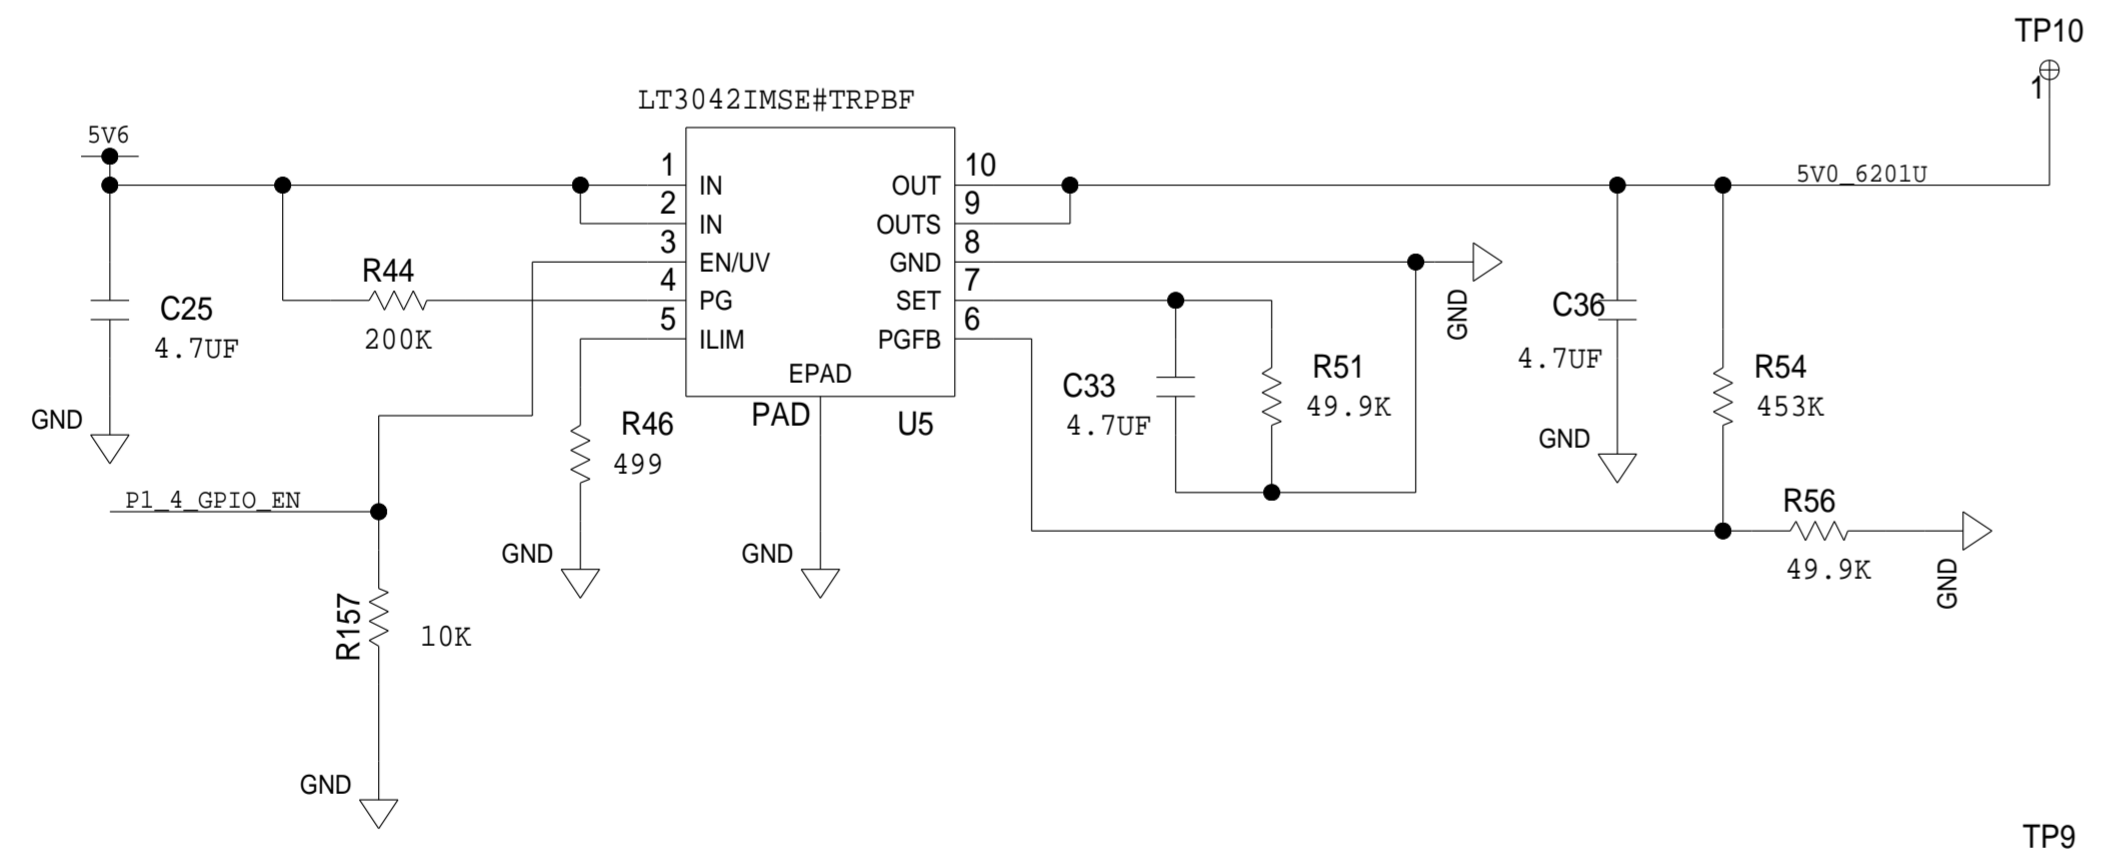 TP10
1
LT3042IMSE#TRPBF
5V6
1
IN
OUT
10
5V0_6201U
2
IN
OUTS
9
3
EN/UV
GND
8
4
PG
SET
7
5
ILIM
PGFB
6
EPAD
PAD
U5
R44
200K
C25
4.7UF
GND
GND
C36
4.7UF
GND
C33
4.7UF
R51
49.9K
R54
453K
R46
499
GND
GND
P1_4_GPIO_EN
R56
49.9K
GND
R157
10K
GND
TP9